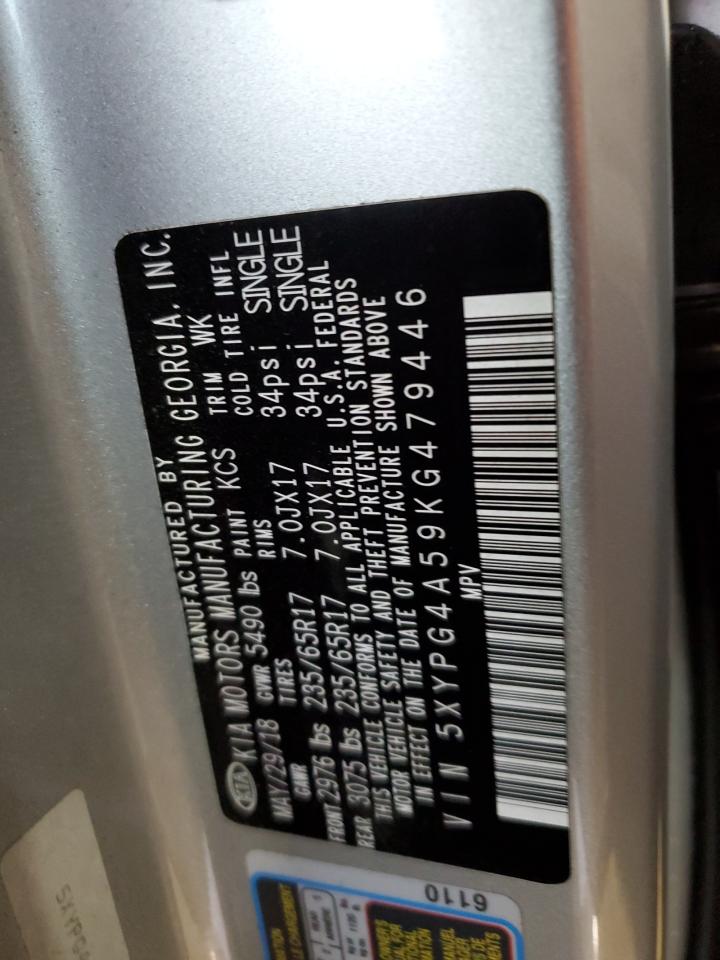 MANUFACTURED BY
KIA KIA MOTORS MANUFACTURING GEORGIA, INC.
MAY/29/18 GVWR 5490 lbs PAINT KCS TRIM WK
GAWR TIRES RIMS COLD TIRE INFL
FRONT 2976 lbs 235/65R17 7.0JX17 34psi SINGLE
REAR 3075 lbs 235/65R17 7.0JX17 34psi SINGLE
THIS VEHICLE CONFORMS TO ALL APPLICABLE U.S.A. FEDERAL
MOTOR VEHICLE SAFETY AND THEFT PREVENTION STANDARDS
IN EFFECT ON THE DATE OF MANUFACTURE SHOWN ABOVE
VIN 5XYPG4A59KG479446
MPV
6110
5XYPG4